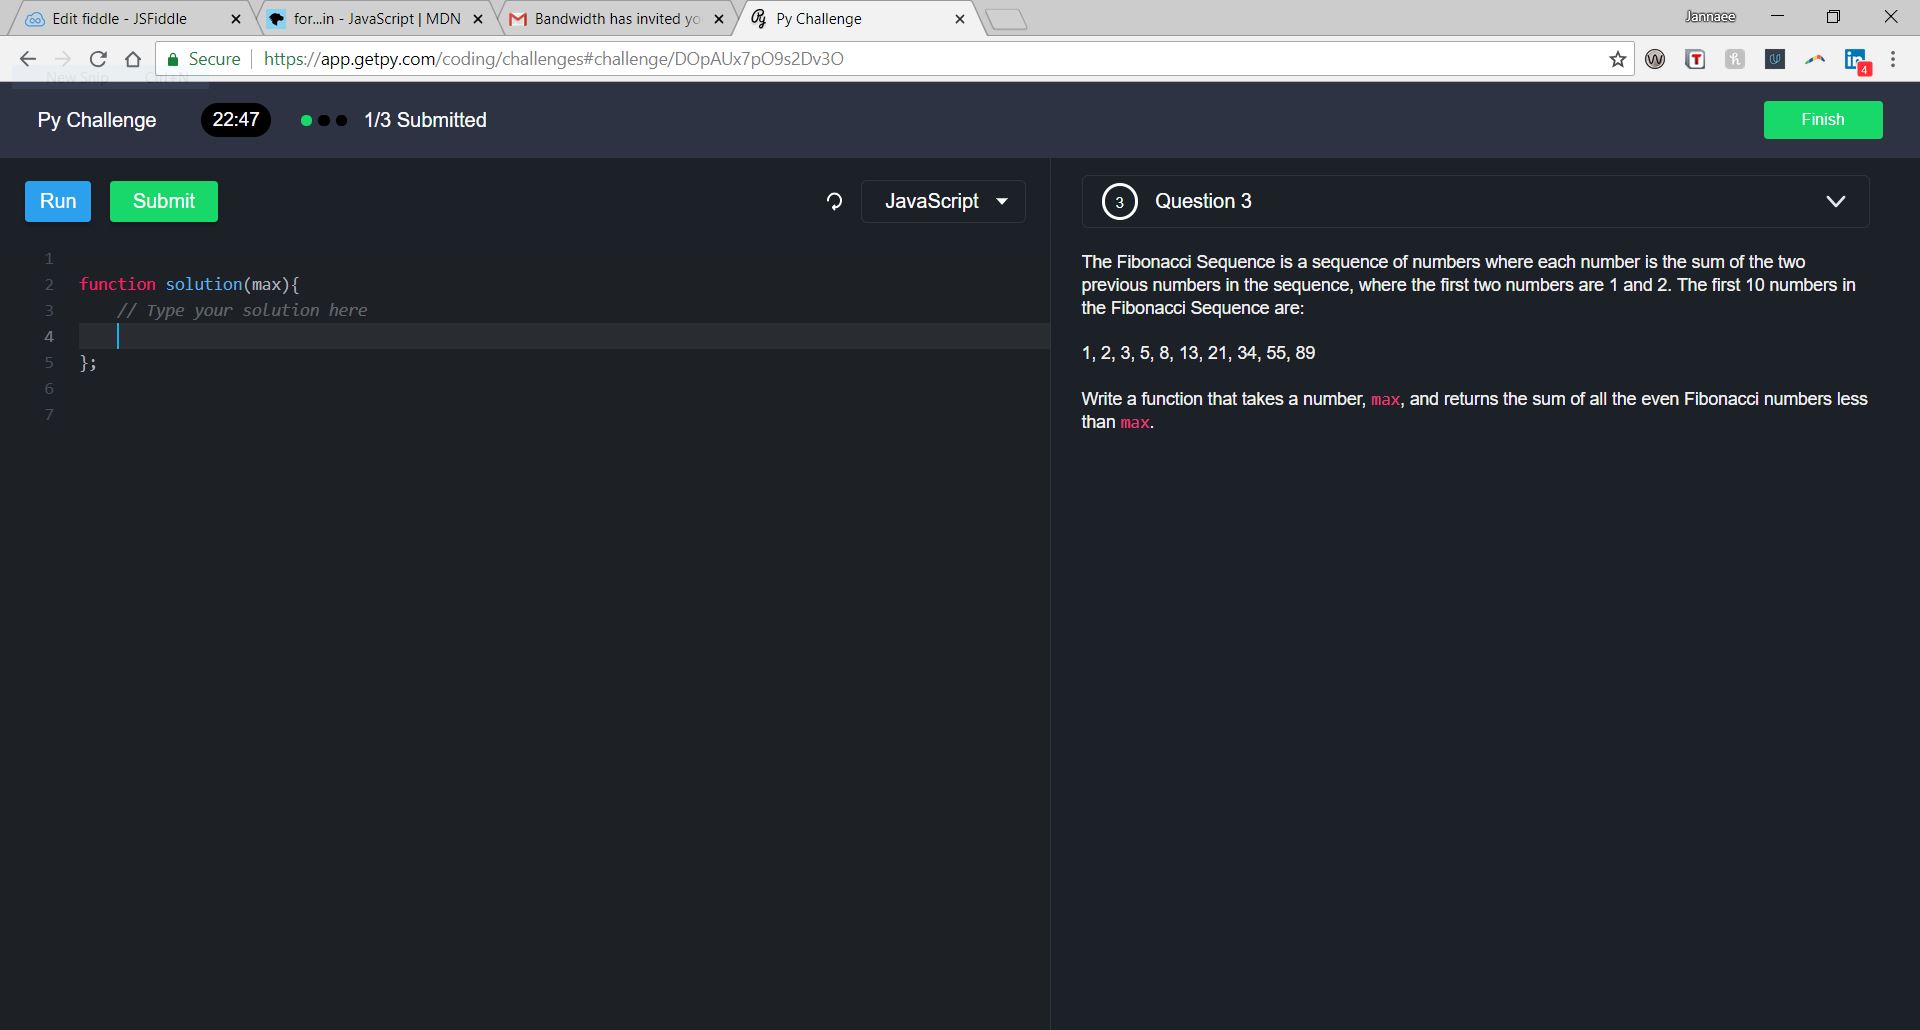 Edit fiddle - JSFiddle
for...in - JavaScript | MDN
Bandwidth has invited yo
Py Challenge
Jannaee
Secure
https://app.getpy.com/coding/challenges#challenge/DOpAUx7pO9s2Dv3O
4
New Snip Ctrl+N
Py Challenge
22:47
1/3 Submitted
Finish
Run
Submit
JavaScript
3
Question 3
1
2 function solution(max){
3 // Type your solution here
4
5 };
6
7
The Fibonacci Sequence is a sequence of numbers where each number is the sum of the two
previous numbers in the sequence, where the first two numbers are 1 and 2. The first 10 numbers in
the Fibonacci Sequence are:
1, 2, 3, 5, 8, 13, 21, 34, 55, 89
Write a function that takes a number, max, and returns the sum of all the even Fibonacci numbers less
than max.